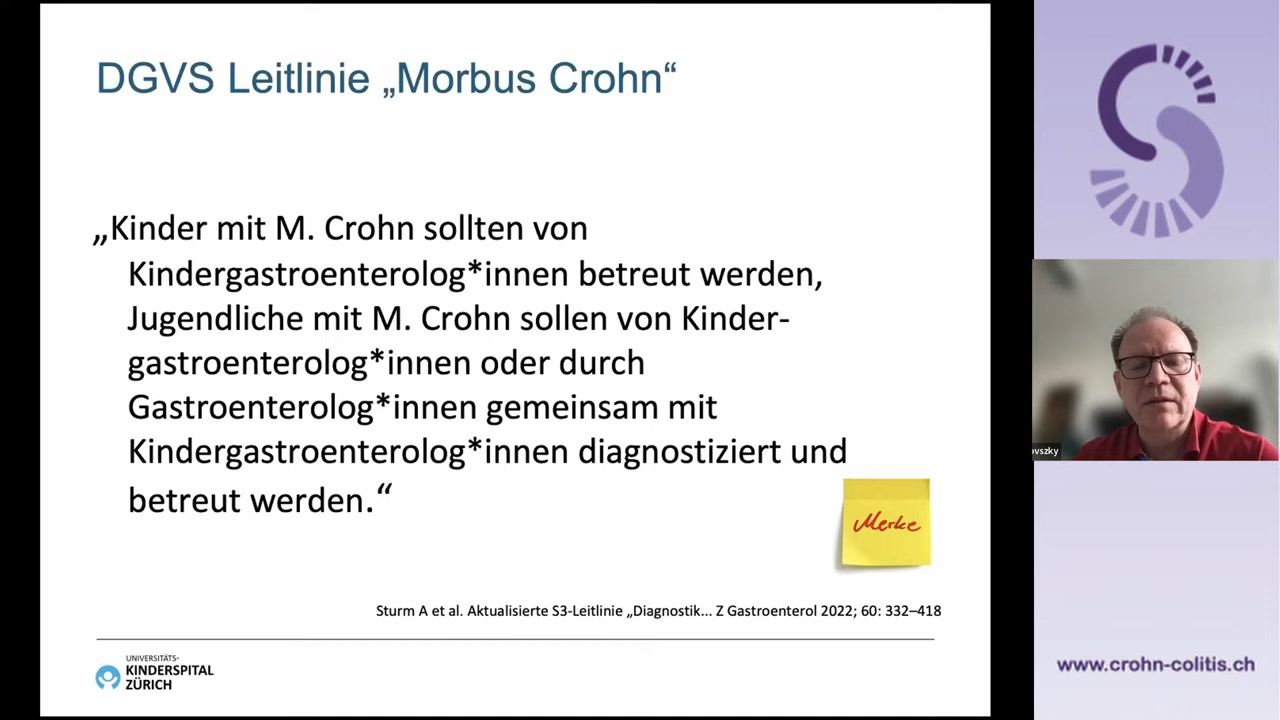 DGVS Leitlinie „Morbus Crohn“
„Kinder mit M. Crohn sollten von
Kindergastroenterolog*innen betreut werden,
Jugendliche mit M. Crohn sollen von Kinder-
gastroenterolog*innen oder durch
Gastroenterolog*innen gemeinsam mit
Kindergastroenterolog*innen diagnostiziert und
betreut werden.“
Merke
Sturm A et al. Aktualisierte S3-Leitlinie „Diagnostik... Z Gastroenterol 2022; 60: 332–418
UNIVERSITÄTS-
KINDERSPITAL
ZÜRICH
ovszky
www.crohn-colitis.ch